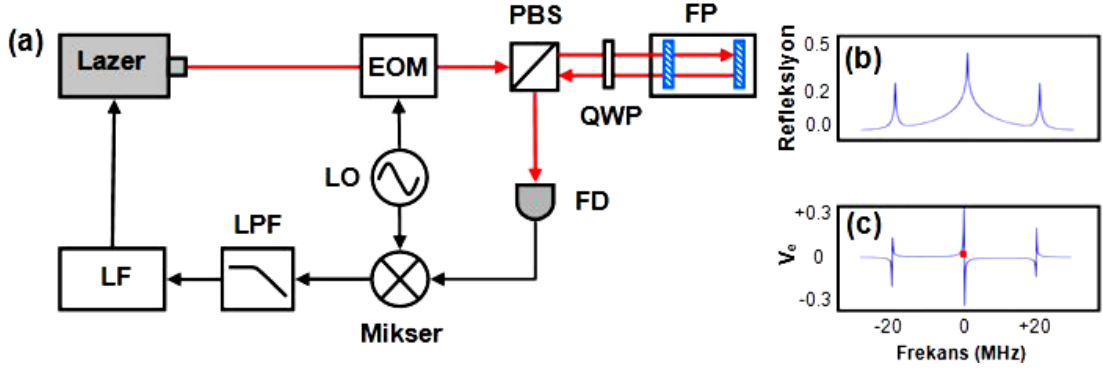 (a)
Lazer
EOM
PBS
FP
QWP
LO
FD
LPF
LF
Mikser
(b)
Refleksiyon
0.5
0.2
0.0
(c)
Ve
+0.3
0
-0.3
-20
0
+20
Frekans (MHz)